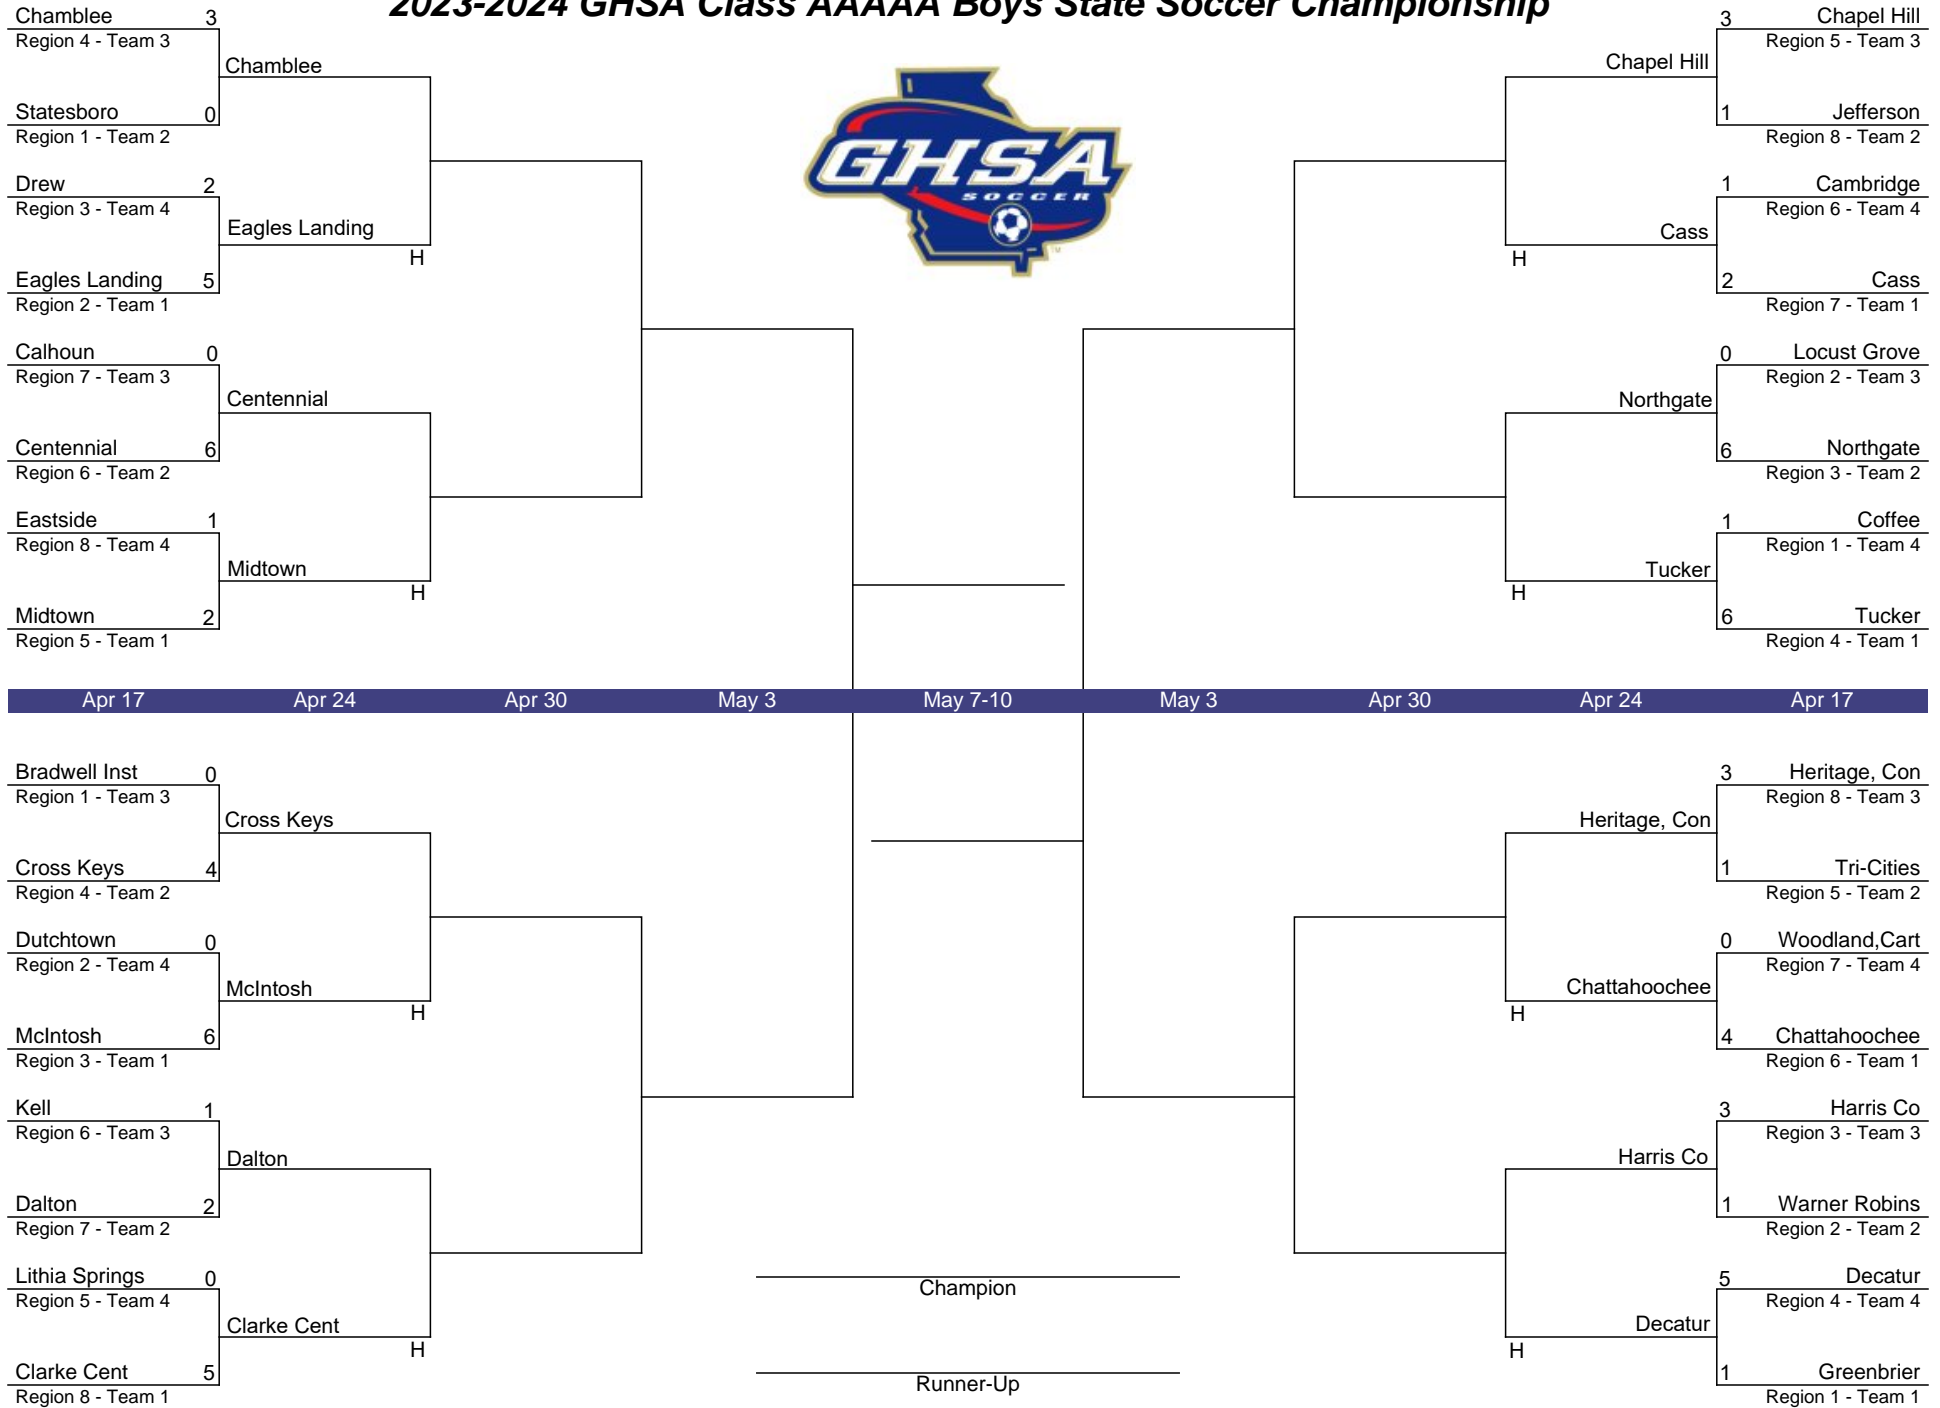 2023-2024 GHSA Class AAAAA Boys State Soccer Championship
GHSA
SOCCER
Chamblee 3
Region 4 - Team 3
Chamblee
Statesboro 0
Region 1 - Team 2
Drew 2
Region 3 - Team 4
Eagles Landing
H
Eagles Landing 5
Region 2 - Team 1
Calhoun 0
Region 7 - Team 3
Centennial
Centennial 6
Region 6 - Team 2
Eastside 1
Region 8 - Team 4
Midtown
H
Midtown 2
Region 5 - Team 1
3 Chapel Hill
Region 5 - Team 3
Chapel Hill
1 Jefferson
Region 8 - Team 2
1 Cambridge
Region 6 - Team 4
Cass
H
2 Cass
Region 7 - Team 1
0 Locust Grove
Region 2 - Team 3
Northgate
6 Northgate
Region 3 - Team 2
1 Coffee
Region 1 - Team 4
Tucker
H
6 Tucker
Region 4 - Team 1
Apr 17 Apr 24 Apr 30 May 3 May 7-10 May 3 Apr 30 Apr 24 Apr 17
Bradwell Inst 0
Region 1 - Team 3
Cross Keys
Cross Keys 4
Region 4 - Team 2
Dutchtown 0
Region 2 - Team 4
McIntosh
H
McIntosh 6
Region 3 - Team 1
Kell 1
Region 6 - Team 3
Dalton
Dalton 2
Region 7 - Team 2
Lithia Springs 0
Region 5 - Team 4
Clarke Cent
H
Clarke Cent 5
Region 8 - Team 1
3 Heritage, Con
Region 8 - Team 3
Heritage, Con
1 Tri-Cities
Region 5 - Team 2
0 Woodland,Cart
Region 7 - Team 4
Chattahoochee
H
4 Chattahoochee
Region 6 - Team 1
3 Harris Co
Region 3 - Team 3
Harris Co
1 Warner Robins
Region 2 - Team 2
5 Decatur
Region 4 - Team 4
Decatur
H
1 Greenbrier
Region 1 - Team 1
Champion
Runner-Up